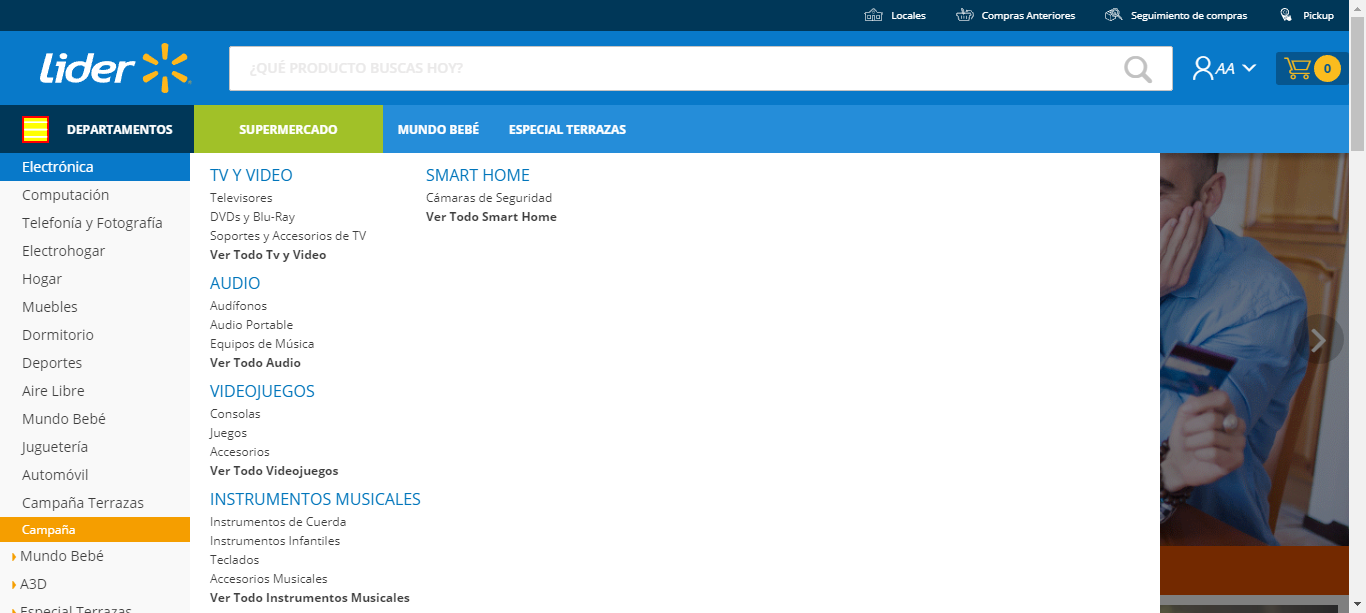 Locales
Compras Anteriores
Seguimiento de compras
Pickup
Lider
¿QUÉ PRODUCTO BUSCAS HOY?
AA
0
DEPARTAMENTOS
SUPERMERCADO
MUNDO BEBÉ
ESPECIAL TERRAZAS
Electrónica
Computación
Telefonía y Fotografía
Electrohogar
Hogar
Muebles
Dormitorio
Deportes
Aire Libre
Mundo Bebé
Juguetería
Automóvil
Campaña Terrazas
Campaña
Mundo Bebé
A3D
Especial Terrazas
TV Y VIDEO
Televisores
DVDs y Blu-Ray
Soportes y Accesorios de TV
Ver Todo Tv y Video
AUDIO
Audífonos
Audio Portable
Equipos de Música
Ver Todo Audio
VIDEOJUEGOS
Consolas
Juegos
Accesorios
Ver Todo Videojuegos
INSTRUMENTOS MUSICALES
Instrumentos de Cuerda
Instrumentos Infantiles
Teclados
Accesorios Musicales
Ver Todo Instrumentos Musicales
SMART HOME
Cámaras de Seguridad
Ver Todo Smart Home